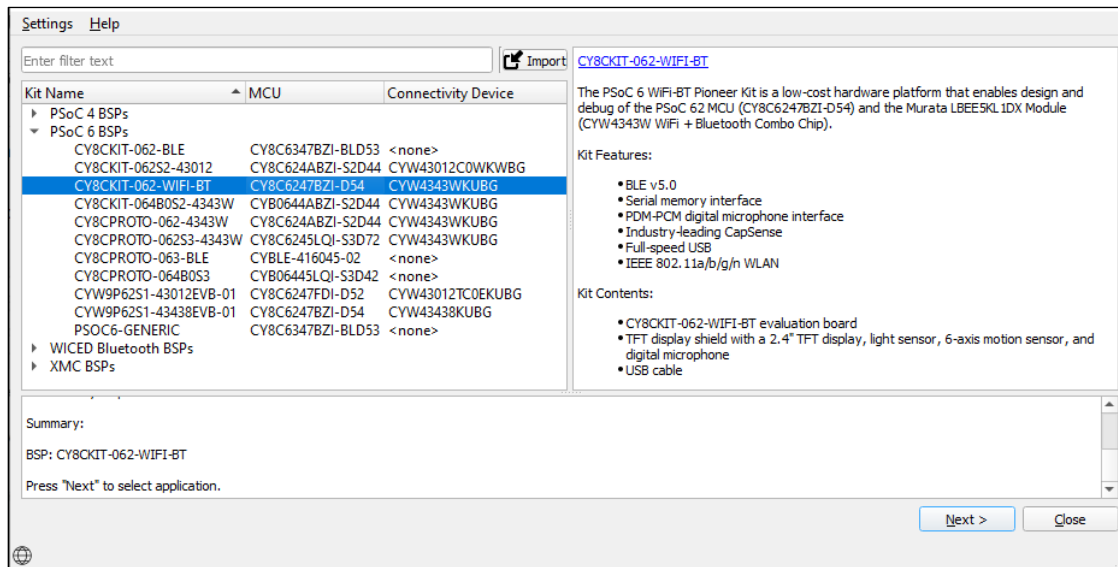 Settings Help
Enter filter text
Import
Kit Name MCU Connectivity Device
PSoC 4 BSPs
PSoC 6 BSPs
CY8CKIT-062-BLE CY8C6347BZI-BLD53 <none>
CY8CKIT-062S2-43012 CY8C624ABZI-S2D44 CYW43012C0WKWBG
CY8CKIT-062-WIFI-BT CY8C6247BZI-D54 CYW4343WKUBG
CY8CKIT-064B0S2-4343W CYB0644ABZI-S2D44 CYW4343WKUBG
CY8CPROTO-062-4343W CY8C624ABZI-S2D44 CYW4343WKUBG
CY8CPROTO-062S3-4343W CY8C6245LQI-S3D72 CYW4343WKUBG
CY8CPROTO-063-BLE CYBLE-416045-02 <none>
CY8CPROTO-064B0S3 CYB06445LQI-S3D42 <none>
CYW9P62S1-43012EVB-01 CY8C6247FDI-D52 CYW43012TC0EKUBG
CYW9P62S1-43438EVB-01 CY8C6247BZI-D54 CYW43438KUBG
PSOC6-GENERIC CY8C6347BZI-BLD53 <none>
WICED Bluetooth BSPs
XMC BSPs
CY8CKIT-062-WIFI-BT
The PSoC 6 WiFi-BT Pioneer Kit is a low-cost hardware platform that enables design and
debug of the PSoC 62 MCU (CY8C6247BZI-D54) and the Murata LBEE5KL1DX Module
(CYW4343W WiFi + Bluetooth Combo Chip).
Kit Features:
• BLE v5.0
• Serial memory interface
• PDM-PCM digital microphone interface
• Industry-leading CapSense
• Full-speed USB
• IEEE 802.11a/b/g/n WLAN
Kit Contents:
• CY8CKIT-062-WIFI-BT evaluation board
• TFT display shield with a 2.4" TFT display, light sensor, 6-axis motion sensor, and
digital microphone
• USB cable
Summary:
BSP: CY8CKIT-062-WIFI-BT
Press "Next" to select application.
Next > Close